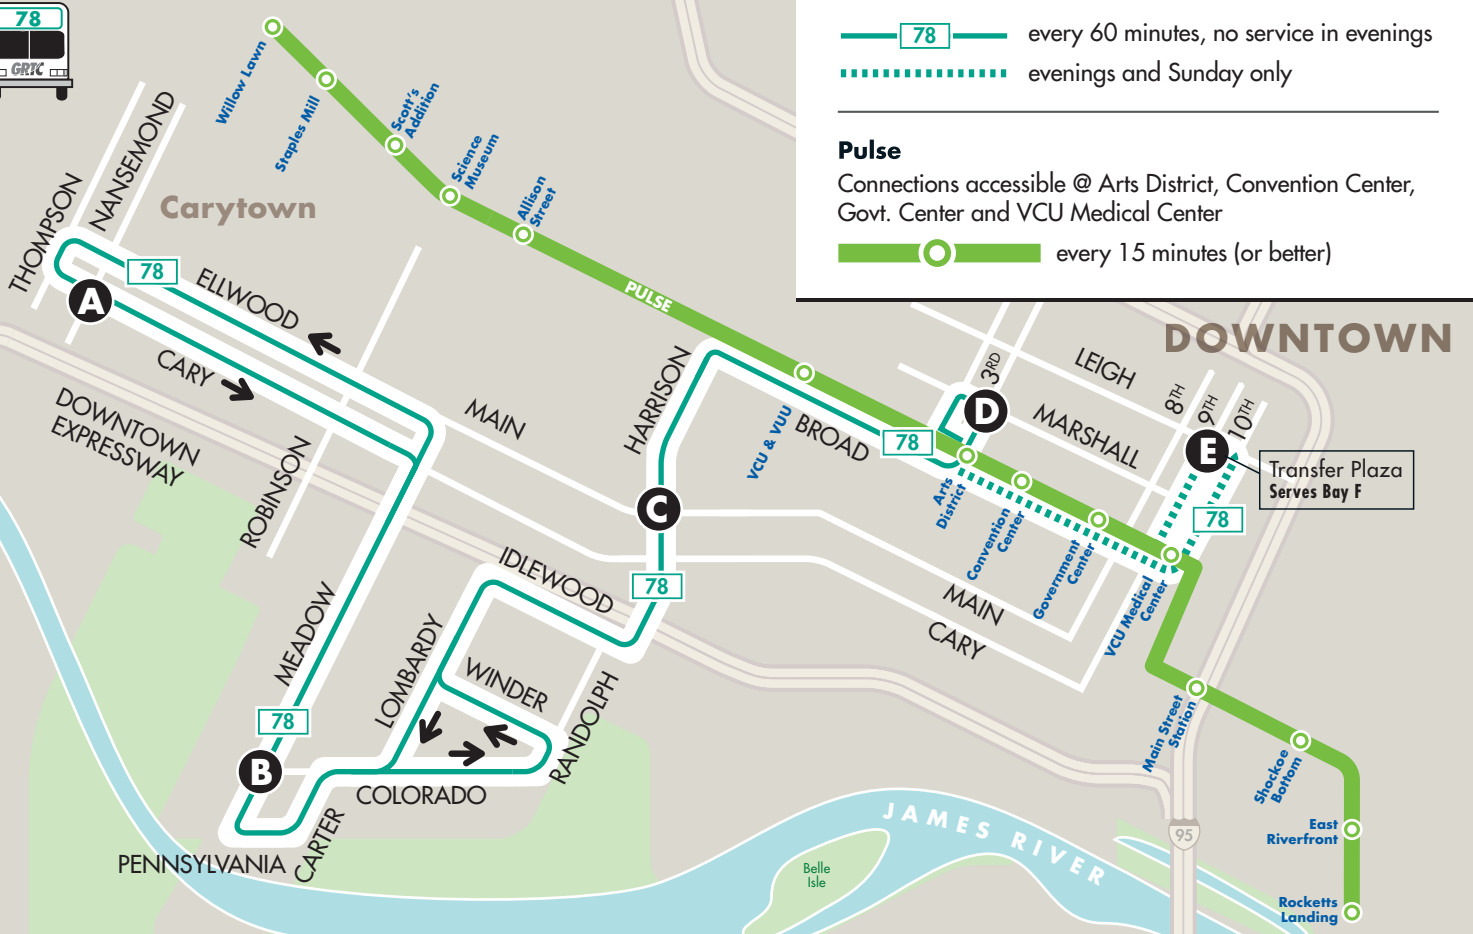 78
GRTC
78
every 60 minutes, no service in evenings
evenings and Sunday only
Pulse
Connections accessible @ Arts District, Convention Center,
Govt. Center and VCU Medical Center
every 15 minutes (or better)
Willow Lawn
Staples Mill
Scott's
Addition
Science
Museum
Allison
Street
PULSE
THOMPSON
NANSEMOND
Carytown
78
A
ELLWOOD
CARY
DOWNTOWN
EXPRESSWAY
ROBINSON
MAIN
HARRISON
VCU & VUU
BROAD
78
D
3RD
LEIGH
MARSHALL
DOWNTOWN
8TH
9TH
10TH
E
Transfer Plaza
Serves Bay F
78
Arts
District
Convention
Center
Government
Center
VCU Medical
Center
C
78
IDLEWOOD
MAIN
CARY
MEADOW
LOMBARDY
WINDER
RANDOLPH
78
B
COLORADO
CARTER
PENNSYLVANIA
Main Street
Station
Shockoe
Bottom
East
Riverfront
Rocketts
Landing
95
JAMES RIVER
Belle
Isle